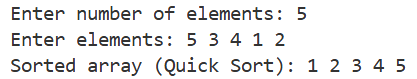 Enter number of elements: 5
Enter elements: 5 3 4 1 2
Sorted array (Quick Sort): 1 2 3 4 5